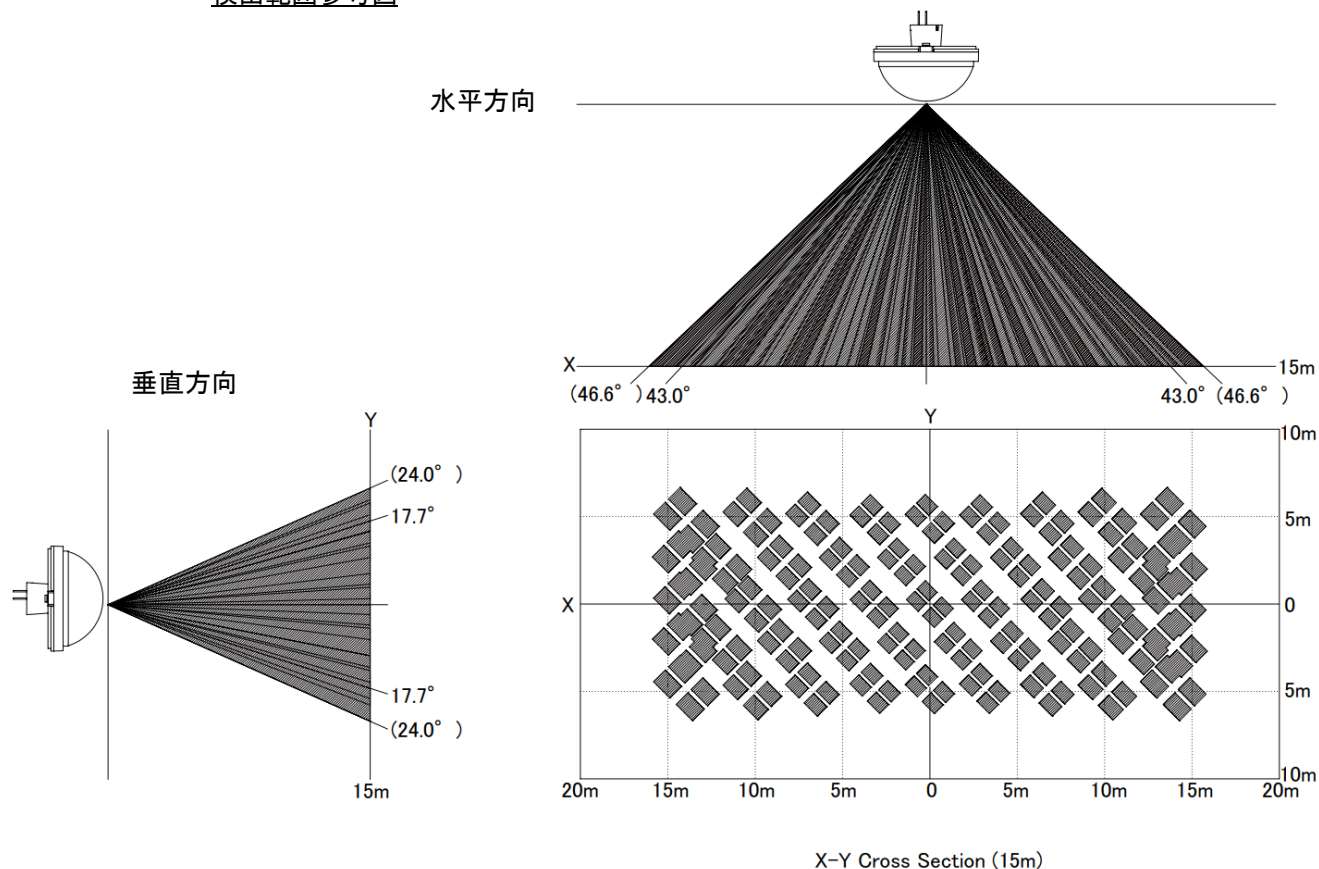 水平方向
X
15m
(46.6° )
43.0°
43.0°
(46.6° )
垂直方向
Y
(24.0° )
17.7°
17.7°
(24.0° )
15m
Y
10m
5m
X
0
5m
10m
20m
15m
10m
5m
0
5m
10m
15m
20m
X-Y Cross Section (15m)